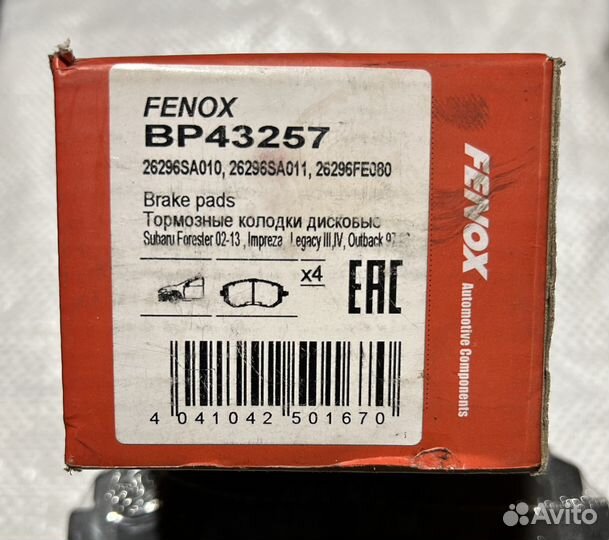 FENOX
BP43257
26296SA010, 26296SA011, 26296FE080
Brake pads
Тормозные колодки дисковые
Subaru Forester 02-13 , Impreza, Legacy III,IV, Outback
x4
EAC
4 041042 501670
FENOX
Automotive Components
Avito